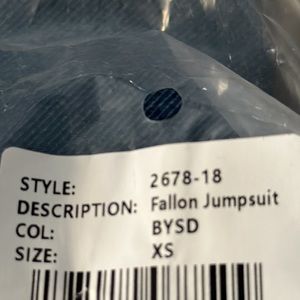 STYLE: 2678-18
DESCRIPTION: Fallon Jumpsuit
COL: BYSD
SIZE: XS